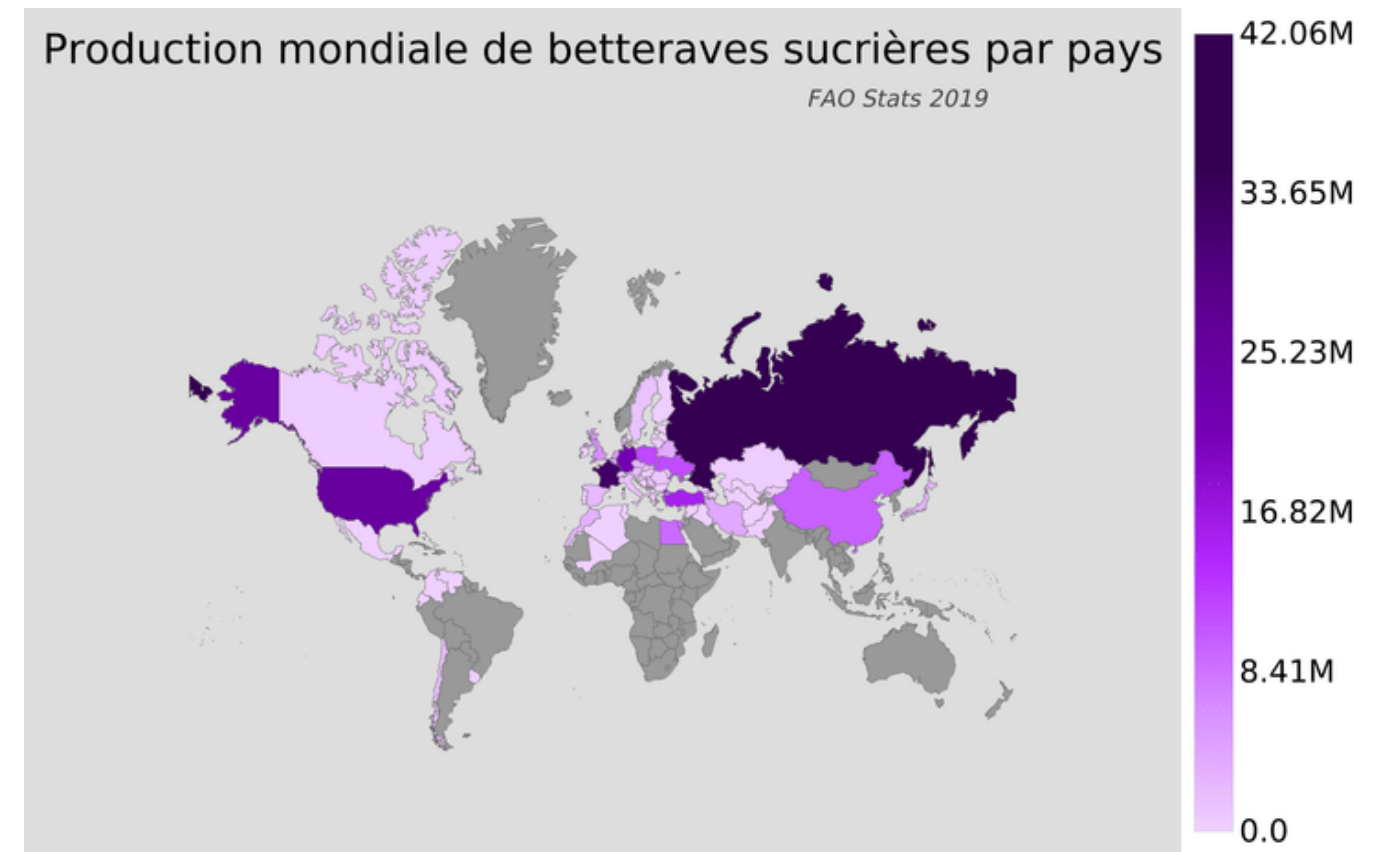 Production mondiale de betteraves sucrières par pays
FAO Stats 2019
42.06M
33.65M
25.23M
16.82M
8.41M
0.0